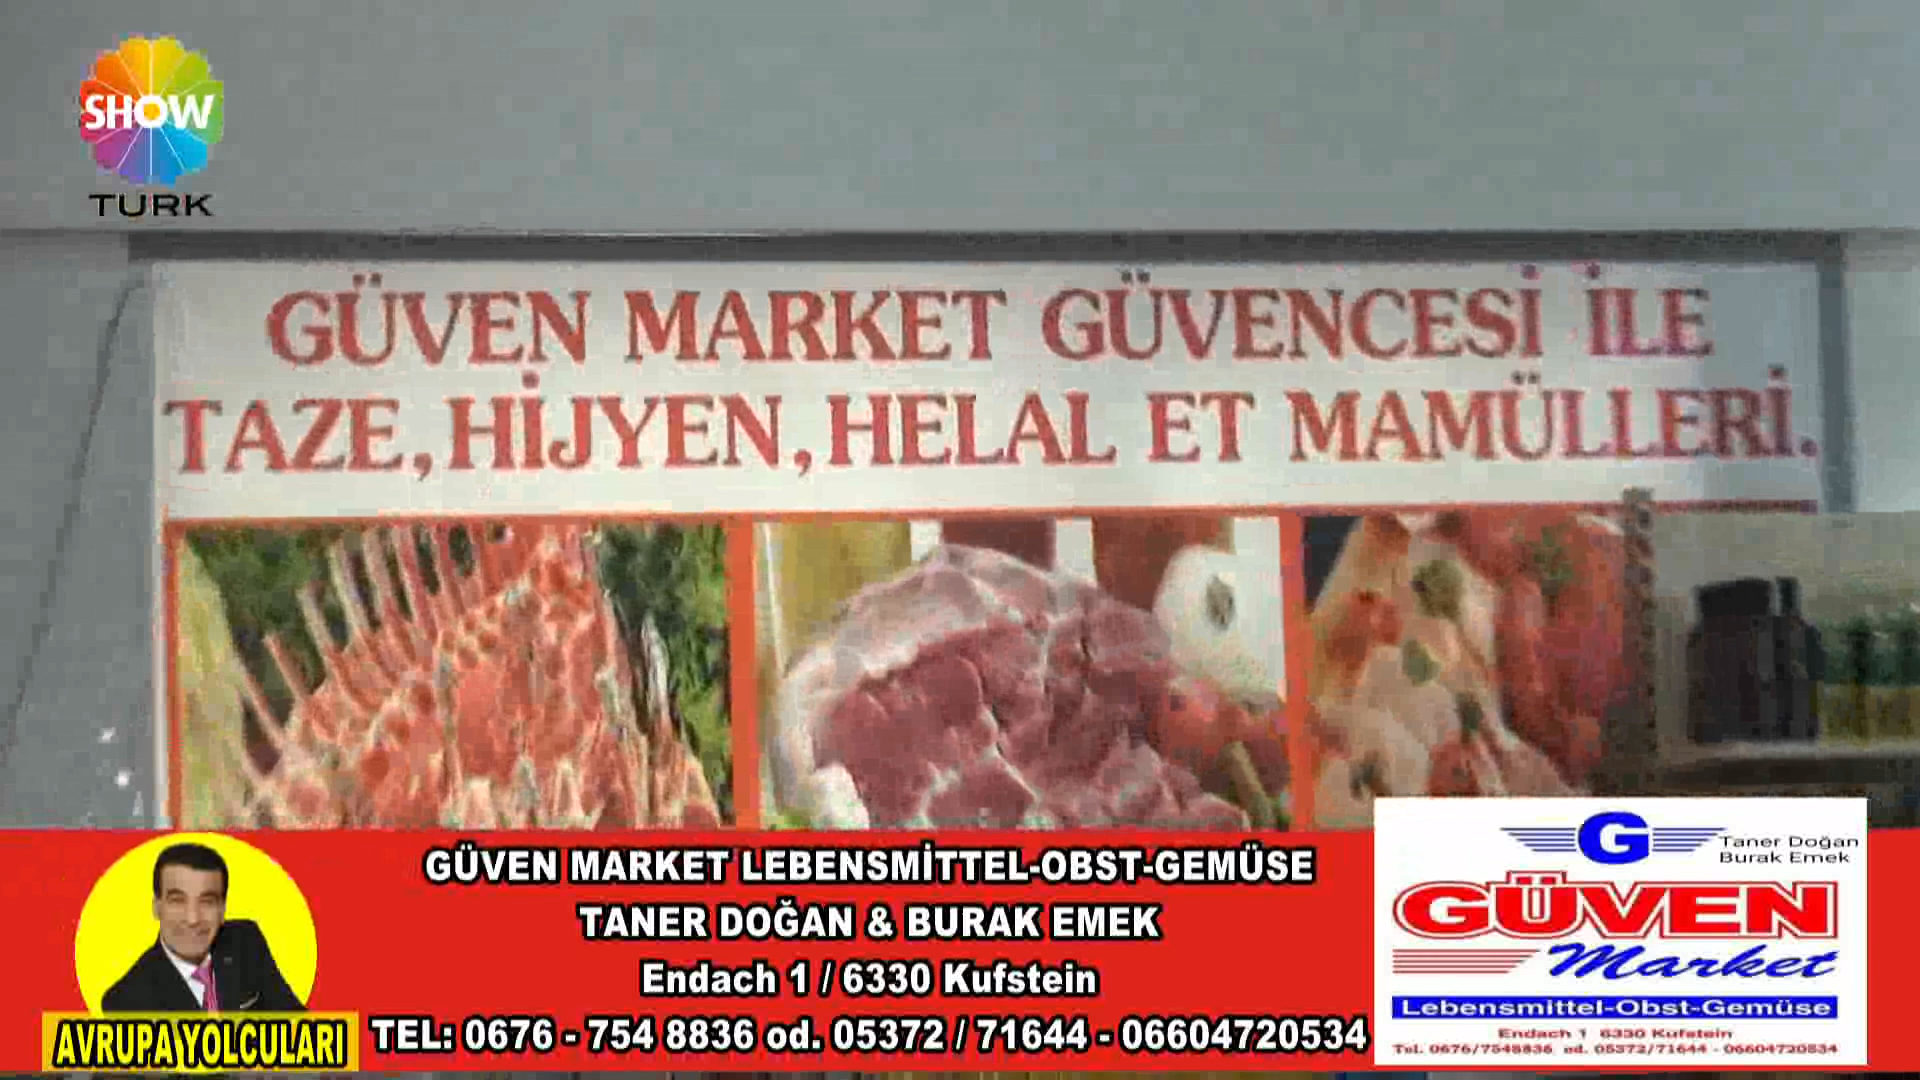 SHOW
TURK
GÜVEN MARKET GÜVENCESİ İLE
TAZE,HİJYEN,HELAL ET MAMÜLLERİ.
GÜVEN MARKET LEBENSMİTTEL-OBST-GEMÜSE
TANER DOĞAN & BURAK EMEK
Endach 1 / 6330 Kufstein
TEL: 0676 - 754 8836 od. 05372 / 71644 - 06604720534
AVRUPA YOLCULARI
G
Taner Doğan
Burak Emek
GÜVEN
Market
Lebensmittel-Obst-Gemüse
Endach 1 6330 Kufstein
Tel. 0676/7548836 od. 05372/71644 - 06604720534